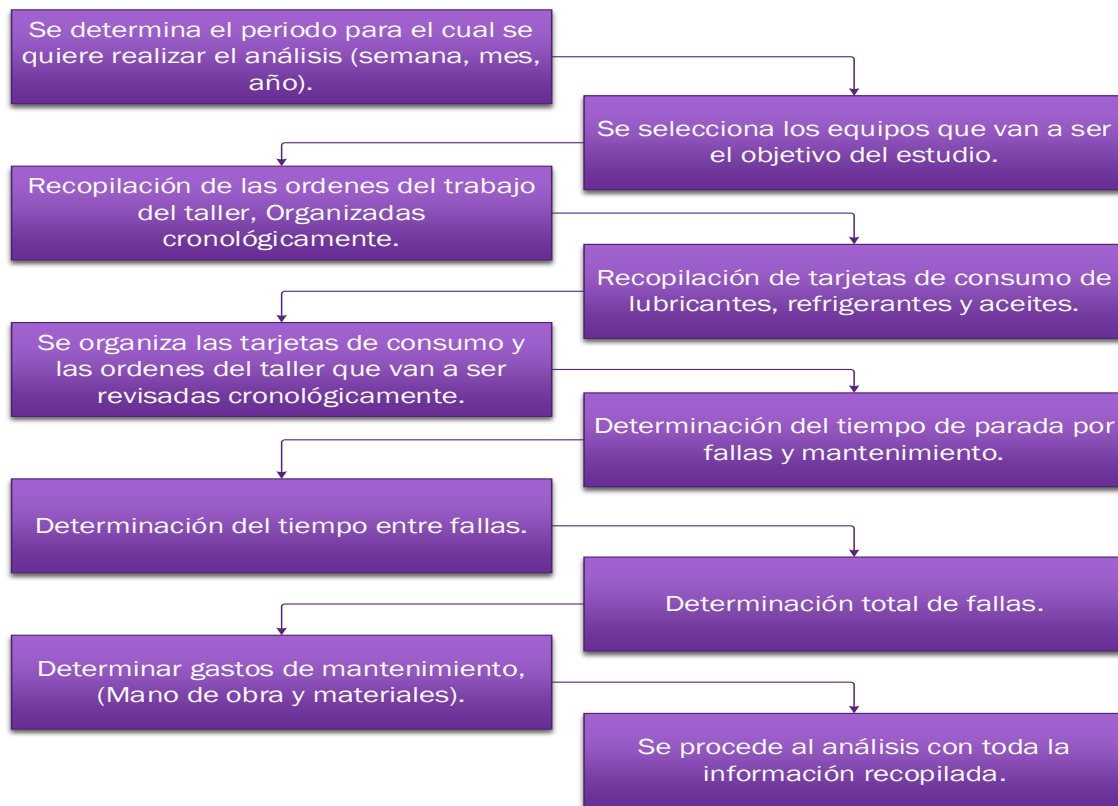 Se determina el periodo para el cual se
quiere realizar el análisis (semana, mes,
año).
Se selecciona los equipos que van a ser
el objetivo del estudio.
Recopilación de las ordenes del trabajo
del taller, Organizadas
cronológicamente.
Recopilación de tarjetas de consumo de
lubricantes, refrigerantes y aceites.
Se organiza las tarjetas de consumo y
las ordenes del taller que van a ser
revisadas cronológicamente.
Determinación del tiempo de parada por
fallas y mantenimiento.
Determinación del tiempo entre fallas.
Determinación total de fallas.
Determinar gastos de mantenimiento,
(Mano de obra y materiales).
Se procede al análisis con toda la
información recopilada.